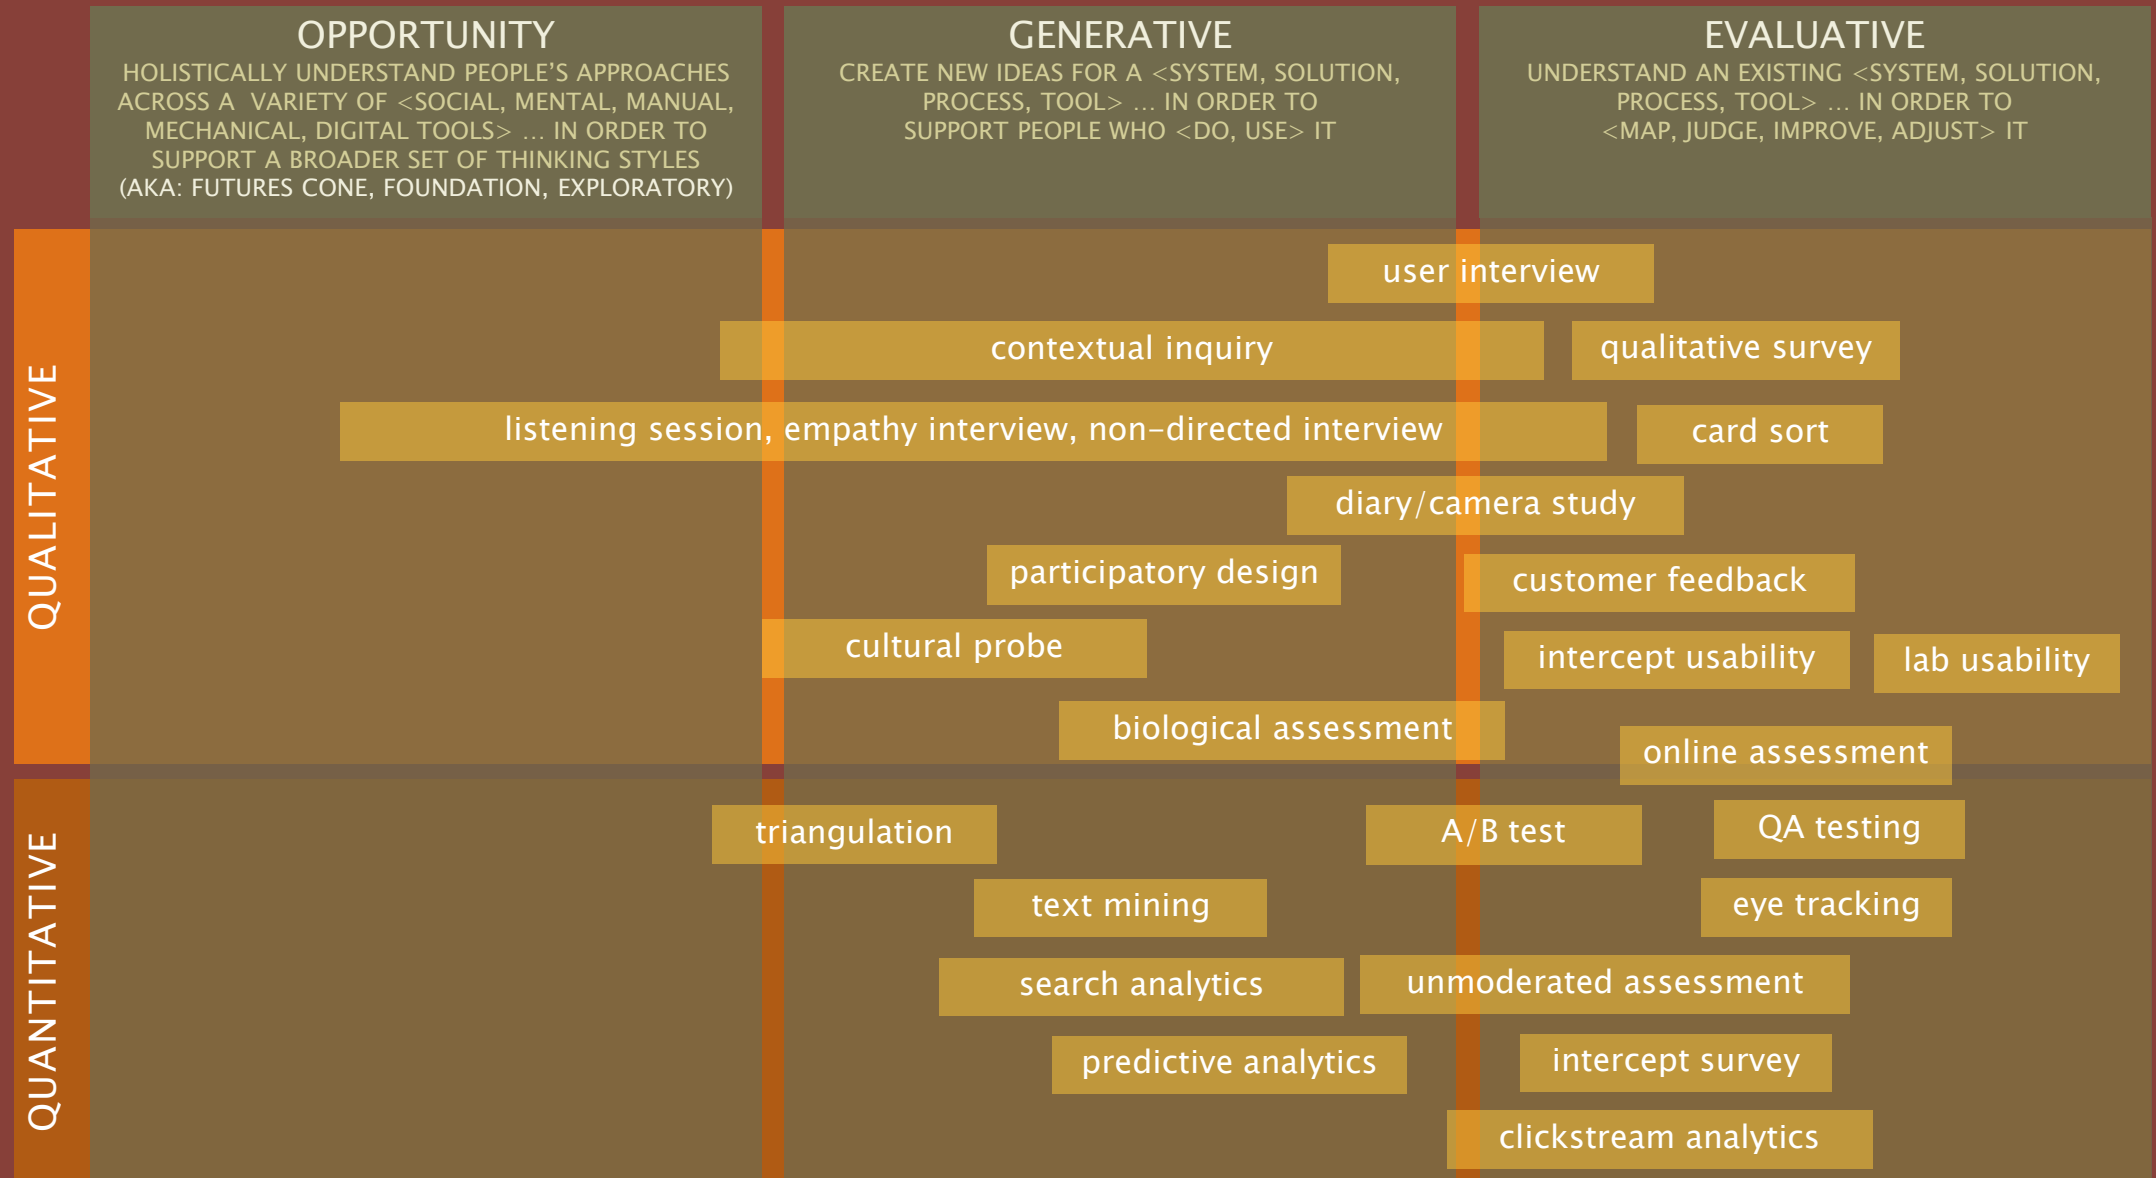 OPPORTUNITY
HOLISTICALLY UNDERSTAND PEOPLE'S APPROACHES
ACROSS A VARIETY OF <SOCIAL, MENTAL, MANUAL,
MECHANICAL, DIGITAL TOOLS> ... IN ORDER TO
SUPPORT A BROADER SET OF THINKING STYLES
(AKA: FUTURES CONE, FOUNDATION, EXPLORATORY)
GENERATIVE
CREATE NEW IDEAS FOR A <SYSTEM, SOLUTION,
PROCESS, TOOL> ... IN ORDER TO
SUPPORT PEOPLE WHO <DO, USE> IT
EVALUATIVE
UNDERSTAND AN EXISTING <SYSTEM, SOLUTION,
PROCESS, TOOL> ... IN ORDER TO
<MAP, JUDGE, IMPROVE, ADJUST> IT
QUALITATIVE
user interview
contextual inquiry
qualitative survey
listening session, empathy interview, non-directed interview
card sort
diary/camera study
participatory design
customer feedback
cultural probe
intercept usability
lab usability
biological assessment
online assessment
QUANTITATIVE
triangulation
A/B test
QA testing
text mining
eye tracking
search analytics
unmoderated assessment
predictive analytics
intercept survey
clickstream analytics